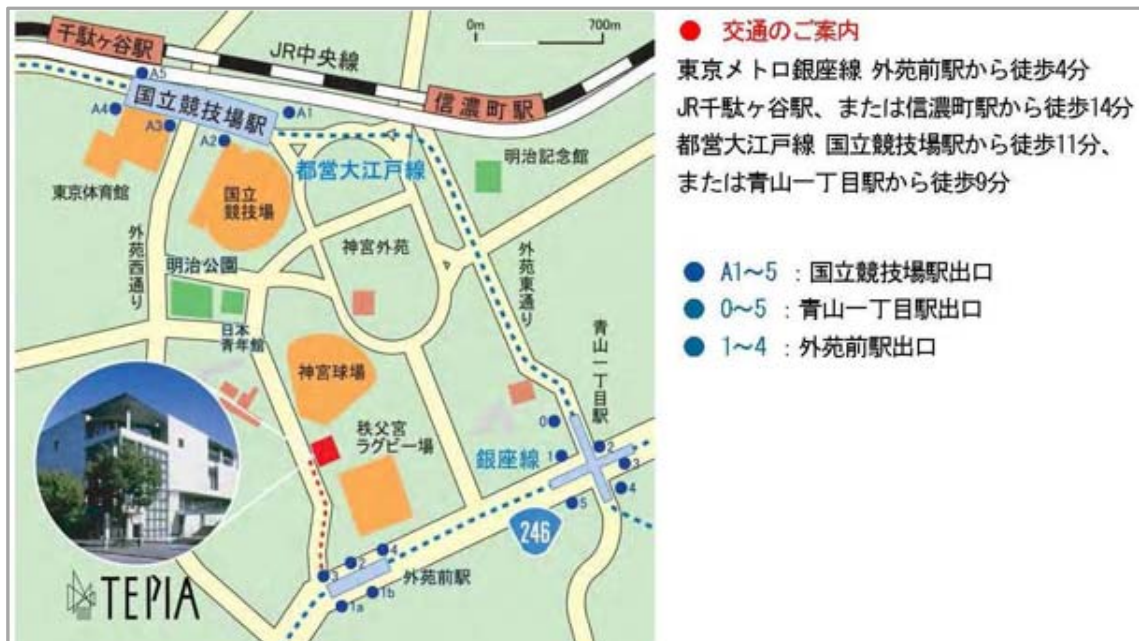 0m
700m
千駄ヶ谷駅
JR中央線
信濃町駅
A5
A4
国立競技場駅
A1
A3
A2
都営大江戸線
明治記念館
東京体育館
国立
競技場
外苑西通り
神宮外苑
外苑東通り
明治公園
日本
青年館
青山一丁目駅
神宮球場
秩父宮
ラグビー場
銀座線
0
1
2
3
4
5
246
4
2
3
外苑前駅
1b
1a
TEPIA
● 交通のご案内
東京メトロ銀座線 外苑前駅から徒歩4分
JR千駄ヶ谷駅、または信濃町駅から徒歩14分
都営大江戸線 国立競技場駅から徒歩11分、
または青山一丁目駅から徒歩9分
● A1~5 : 国立競技場駅出口
● 0~5 : 青山一丁目駅出口
● 1~4 : 外苑前駅出口